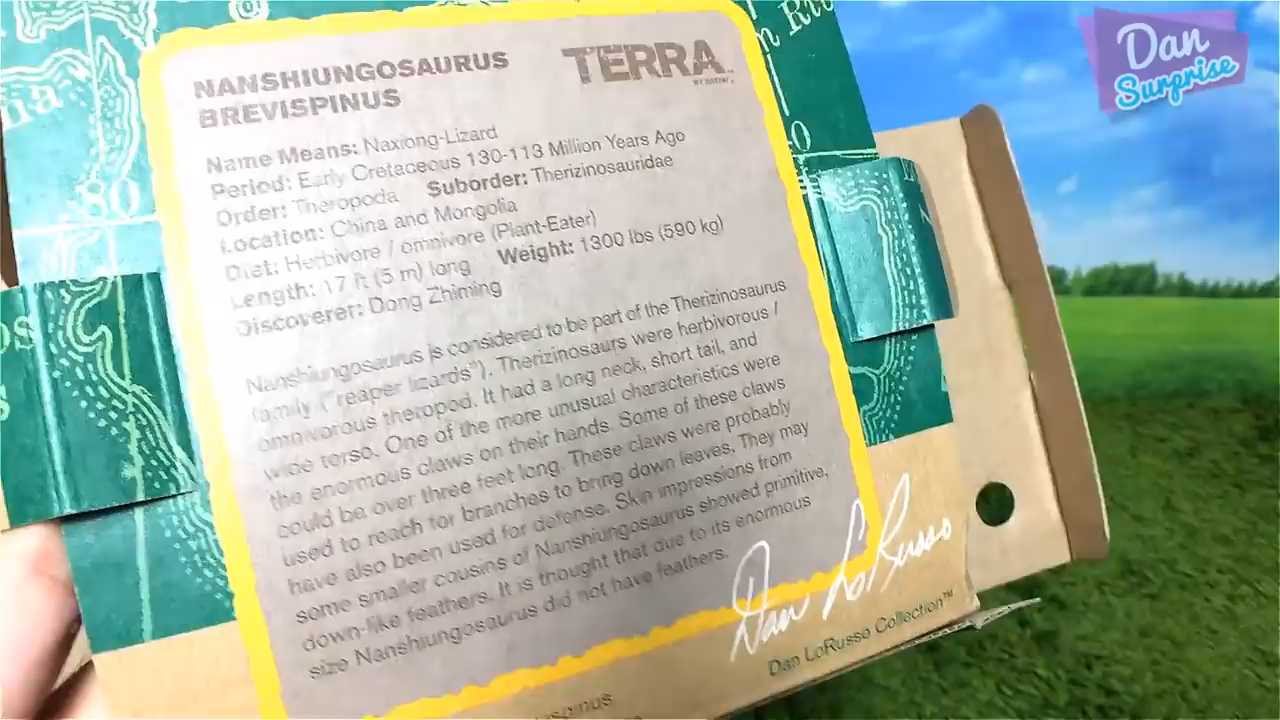 Dan
Surprise
NANSHIUNGOSAURUS
BREVISPINUS
TERRA
Name Means: Naxiong-Lizard
Period: Early Cretaceous 130-113 Million Years Ago
Order: Theropoda Suborder: Therizinosauridae
Location: China and Mongolia
Diet: Herbivore / omnivore (Plant-Eater)
Length: 17 ft (5 m) long Weight: 1300 lbs (590 kg)
Discoverer: Dong Zhiming
Nanshiungosaurus is considered to be part of the Therizinosaurus
family ("reaper lizards"). Therizinosaurs were herbivorous /
omnivorous theropod. It had a long neck, short tail, and
wide torso. One of the more unusual characteristics were
the enormous claws on their hands. Some of these claws
could be over three feet long. These claws were probably
used to reach for branches to bring down leaves. They may
have also been used for defense. Skin impressions from
some smaller cousins of Nanshiungosaurus showed primitive,
down-like feathers. It is thought that due to its enormous
size Nanshiungosaurus did not have feathers.
Dan LoRusso
Dan LoRusso Collection™
80